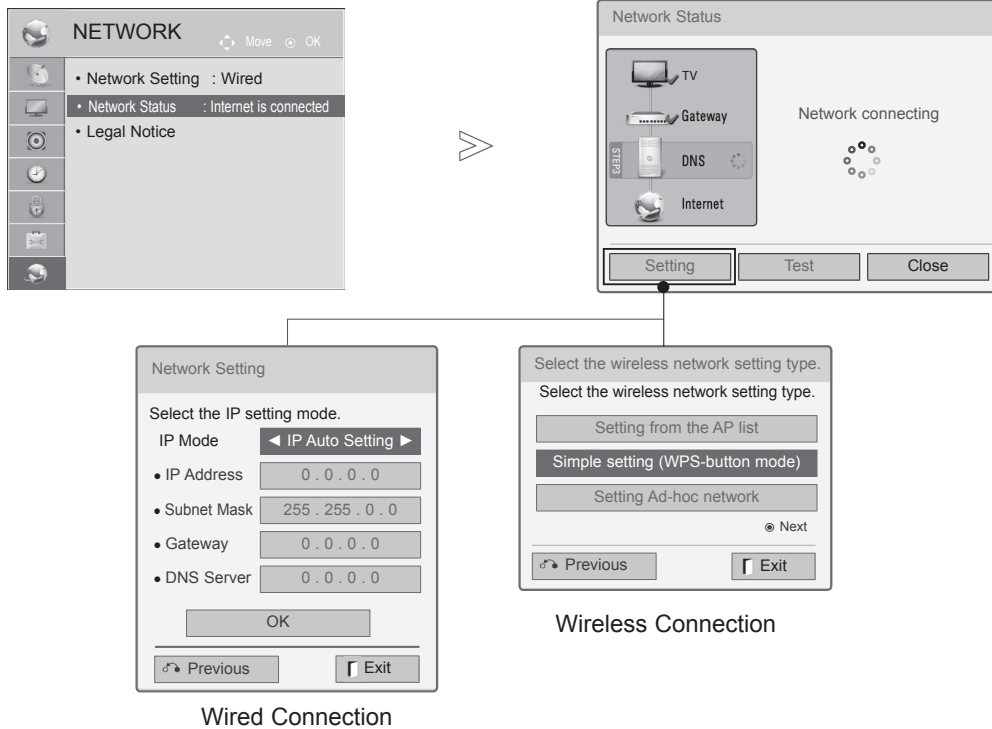 NETWORK
Move OK
• Network Setting : Wired
• Network Status : Internet is connected
• Legal Notice
Network Status
TV
Gateway
STEP3
DNS
Internet
Network connecting
Setting
Test
Close
Network Setting
Select the IP setting mode.
IP Mode ◄ IP Auto Setting ►
• IP Address 0 . 0 . 0 . 0
• Subnet Mask 255 . 255 . 0 . 0
• Gateway 0 . 0 . 0 . 0
• DNS Server 0 . 0 . 0 . 0
OK
Previous
Exit
Wired Connection
Select the wireless network setting type.
Select the wireless network setting type.
Setting from the AP list
Simple setting (WPS-button mode)
Setting Ad-hoc network
Next
Previous
Exit
Wireless Connection